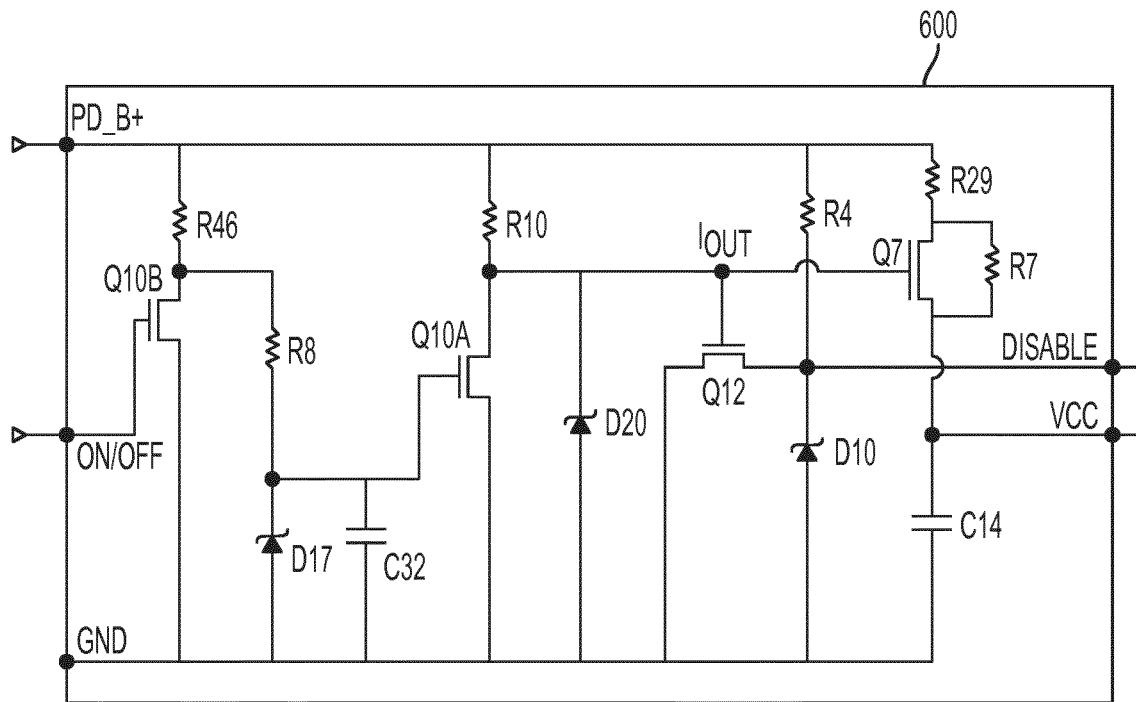 600
PD_B+
R46
R10
R4
R29
IOUT
Q7
R7
Q10B
R8
Q10A
DISABLE
Q12
VCC
ON/OFF
D20
D10
D17
C32
C14
GND